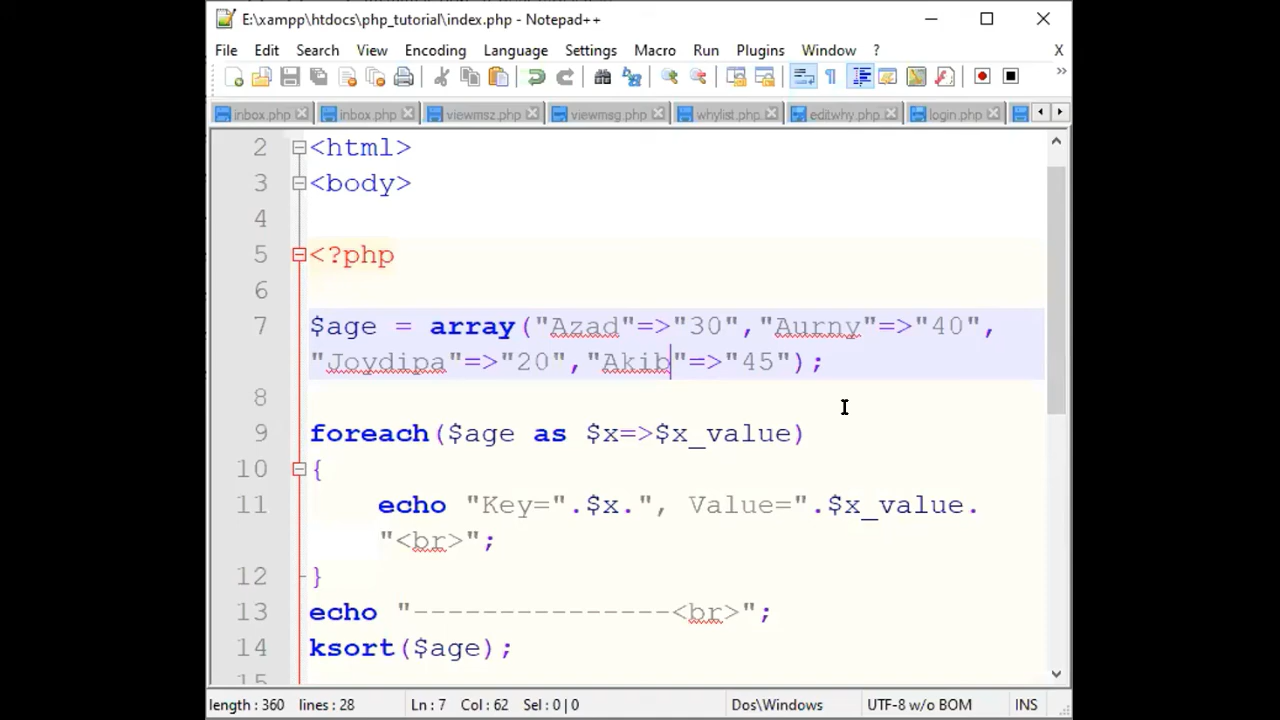 E:\xampp\htdocs\php_tutorial\index.php - Notepad++
File Edit Search View Encoding Language Settings Macro Run Plugins Window ? X
inbox.php inbox.php viewmsz.php viewmsg.php whylist.php editwhy.php login.php
2 <html>
3 <body>
4
5 <?php
6
7 $age = array("Azad"=>"30","Aurny"=>"40",
"Joydipa"=>"20","Akib"=>"45");
8
9 foreach($age as $x=>$x_value)
10 {
11 echo "Key=".$x.", Value=".$x_value.
"<br>";
12 }
13 echo "---------------<br>";
14 ksort($age);
15
length : 360 lines : 28 Ln : 7 Col : 62 Sel : 0 | 0 Dos\Windows UTF-8 w/o BOM INS